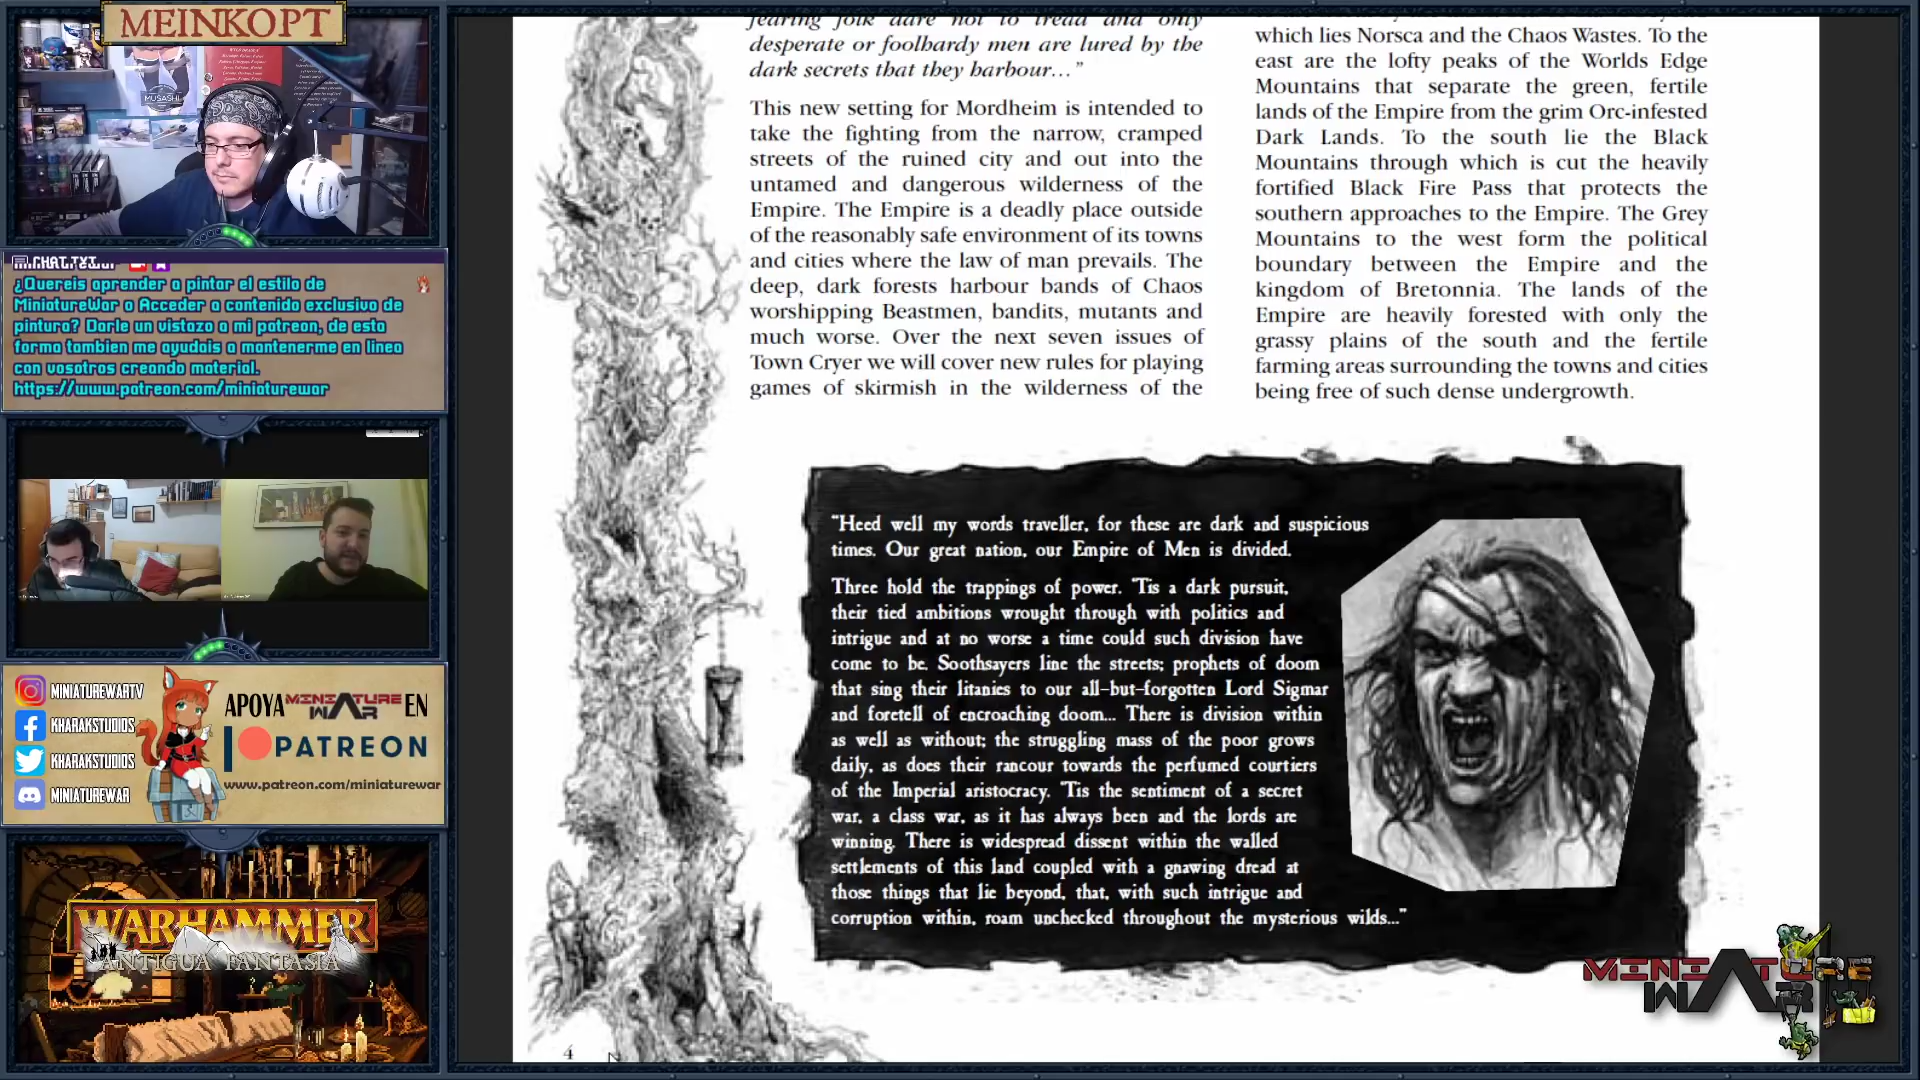 MEINKOPT
MUSASHI
CHAT.TXT
¿Quereis aprender a pintar el estilo de
MiniatureWar o Acceder a contenido exclusivo de
pintura? Darle un vistazo a mi patreon, de esta
forma tambien me ayudais a mantenerme en linea
con vosotros creando material.
https://www.patreon.com/miniaturewar
MINIATUREWARTV
KHARAKSTUDIOS
KHARAKSTUDIOS
MINIATUREWAR
APOYA MINIATURE WAR EN
PATREON
www.patreon.com/miniaturewar
WARHAMMER
ANTIGUA FANTASIA
fearing folk dare not to tread and only
desperate or foolhardy men are lured by the
dark secrets that they harbour…”
This new setting for Mordheim is intended to
take the fighting from the narrow, cramped
streets of the ruined city and out into the
untamed and dangerous wilderness of the
Empire. The Empire is a deadly place outside
of the reasonably safe environment of its towns
and cities where the law of man prevails. The
deep, dark forests harbour bands of Chaos
worshipping Beastmen, bandits, mutants and
much worse. Over the next seven issues of
Town Cryer we will cover new rules for playing
games of skirmish in the wilderness of the
which lies Norsca and the Chaos Wastes. To the
east are the lofty peaks of the Worlds Edge
Mountains that separate the green, fertile
lands of the Empire from the grim Orc-infested
Dark Lands. To the south lie the Black
Mountains through which is cut the heavily
fortified Black Fire Pass that protects the
southern approaches to the Empire. The Grey
Mountains to the west form the political
boundary between the Empire and the
kingdom of Bretonnia. The lands of the
Empire are heavily forested with only the
grassy plains of the south and the fertile
farming areas surrounding the towns and cities
being free of such dense undergrowth.
“Heed well my words traveller, for these are dark and suspicious
times. Our great nation, our Empire of Men is divided.
Three hold the trappings of power. ‘Tis a dark pursuit,
their tied ambitions wrought through with politics and
intrigue and at no worse a time could such division have
come to be. Soothsayers line the streets; prophets of doom
that sing their litanies to our all-but-forgotten Lord Sigmar
and foretell of encroaching doom... There is division within
as well as without; the struggling mass of the poor grows
daily, as does their rancour towards the perfumed courtiers
of the Imperial aristocracy. ‘Tis the sentiment of a secret
war, a class war, as it has always been and the lords are
winning. There is widespread dissent within the walled
settlements of this land coupled with a gnawing dread at
those things that lie beyond, that, with such intrigue and
corruption within, roam unchecked throughout the mysterious wilds...”
4
MINIATURE
WAR